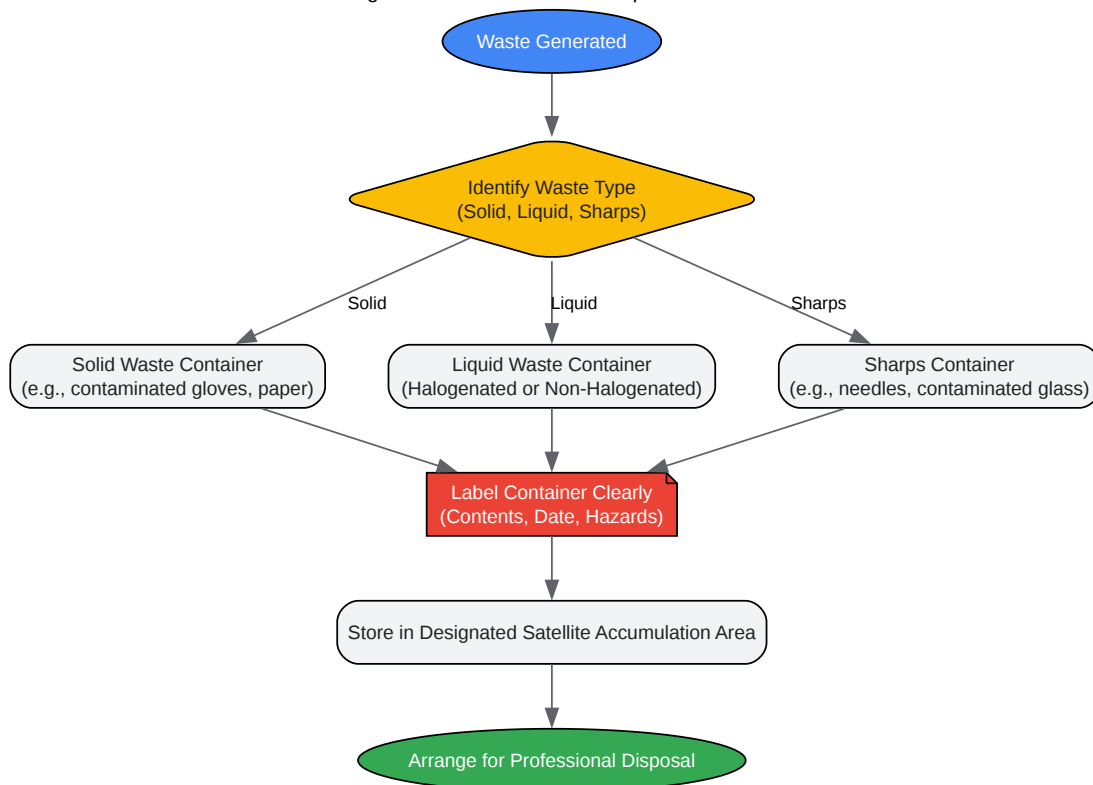 Waste Generated
Identify Waste Type
(Solid, Liquid, Sharps)
Solid
Liquid
Sharps
Solid Waste Container
(e.g., contaminated gloves, paper)
Liquid Waste Container
(Halogenated or Non-Halogenated)
Sharps Container
(e.g., needles, contaminated glass)
Label Container Clearly
(Contents, Date, Hazards)
Store in Designated Satellite Accumulation Area
Arrange for Professional Disposal